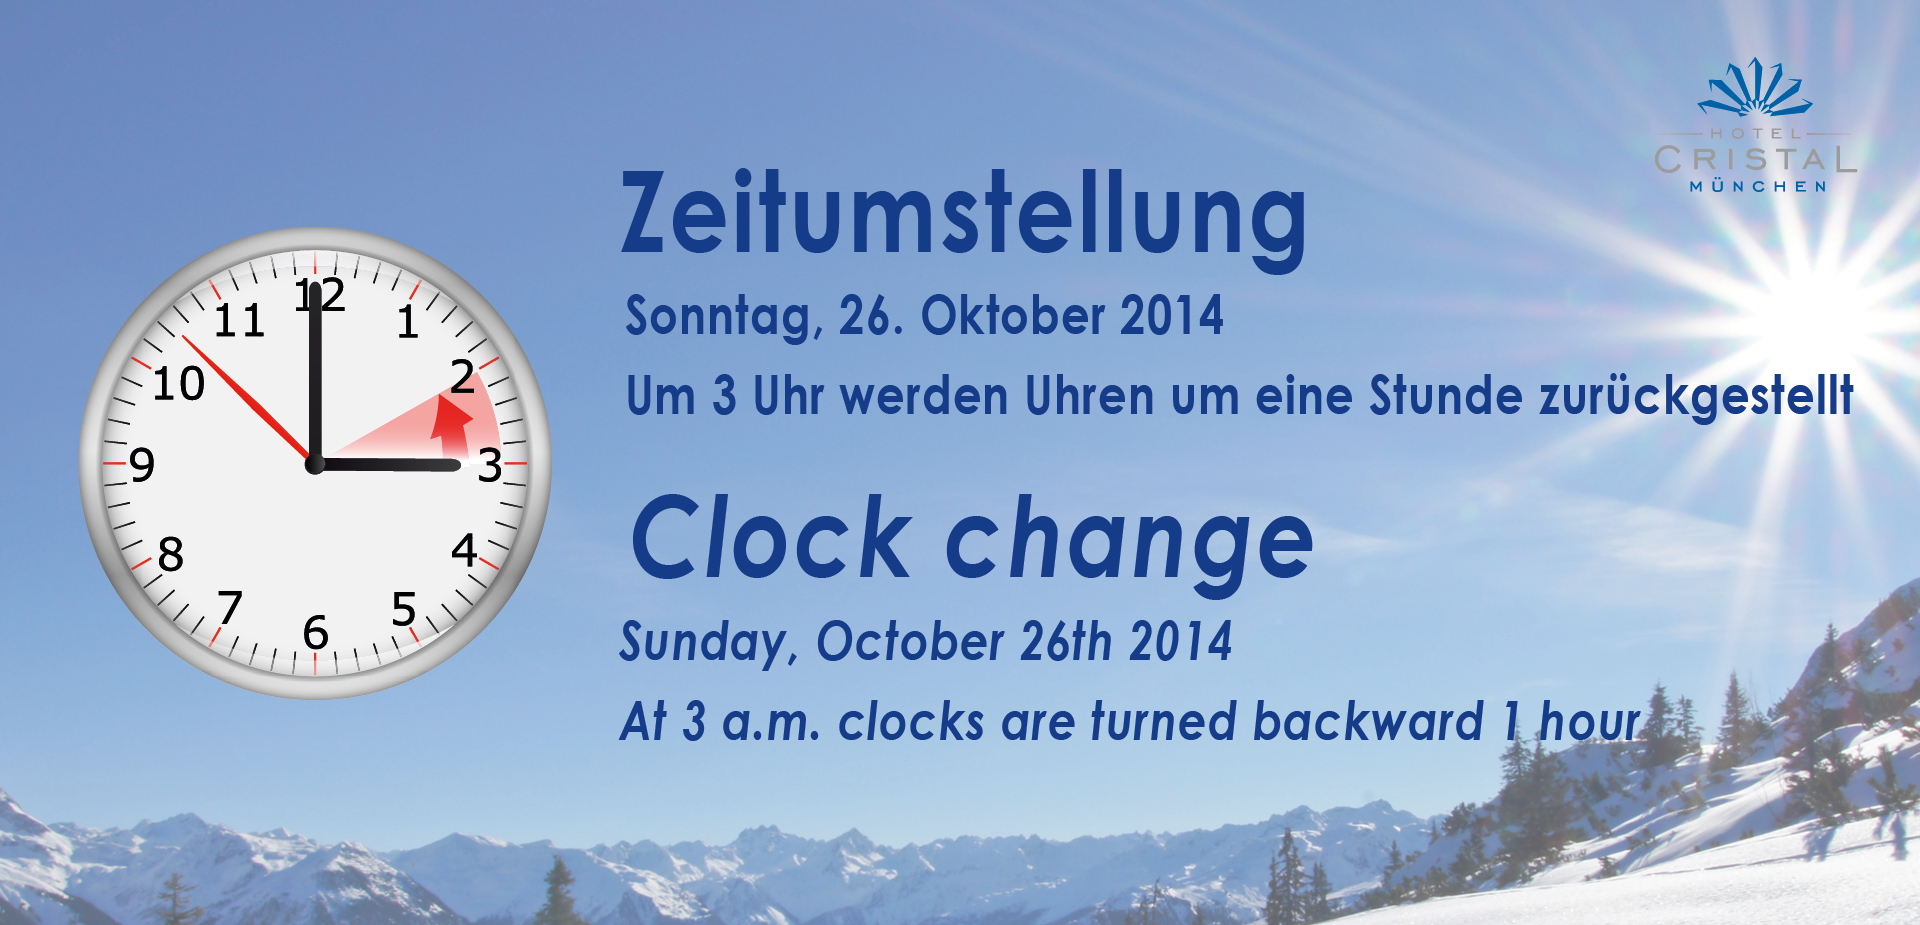 HOTEL
CRISTAL
MÜNCHEN
Zeitumstellung
Sonntag, 26. Oktober 2014
Um 3 Uhr werden Uhren um eine Stunde zurückgestellt
Clock change
Sunday, October 26th 2014
At 3 a.m. clocks are turned backward 1 hour
12
1
2
3
4
5
6
7
8
9
10
11